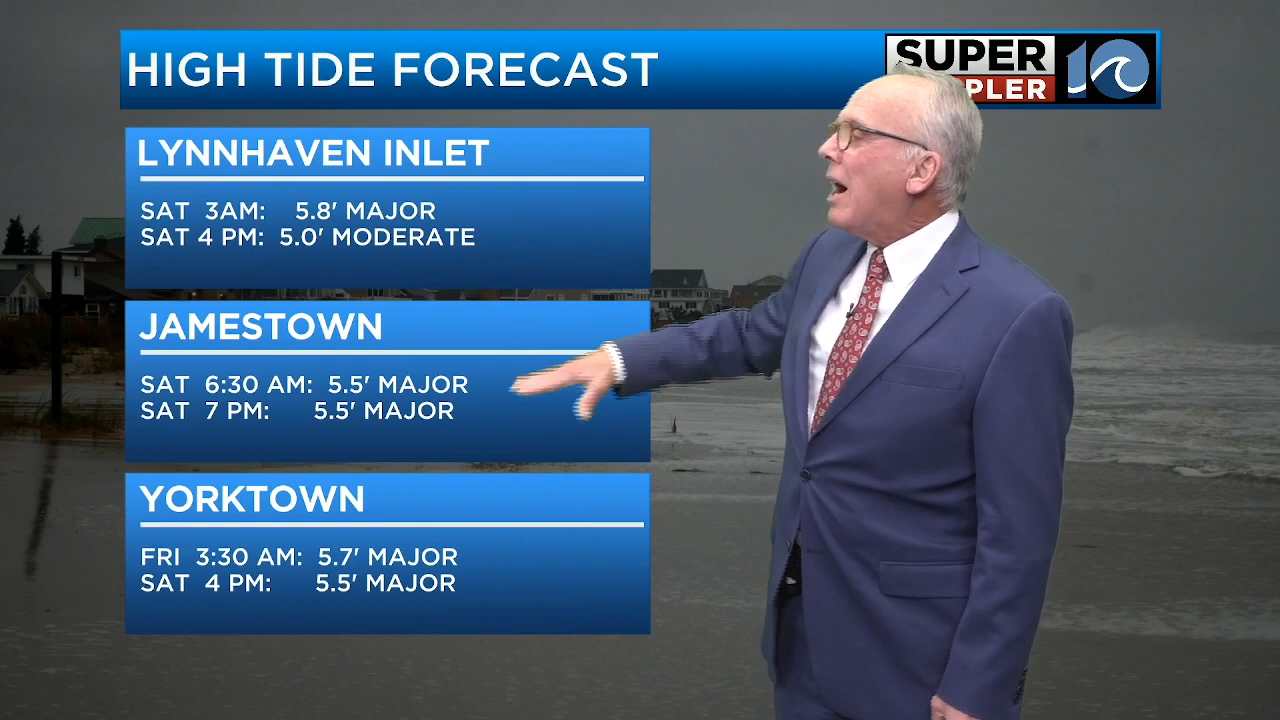 HIGH TIDE FORECAST
SUPER
PLER
10
LYNNHAVEN INLET
SAT 3AM: 5.8' MAJOR
SAT 4 PM: 5.0' MODERATE
JAMESTOWN
SAT 6:30 AM: 5.5' MAJOR
SAT 7 PM: 5.5' MAJOR
YORKTOWN
FRI 3:30 AM: 5.7' MAJOR
SAT 4 PM: 5.5' MAJOR